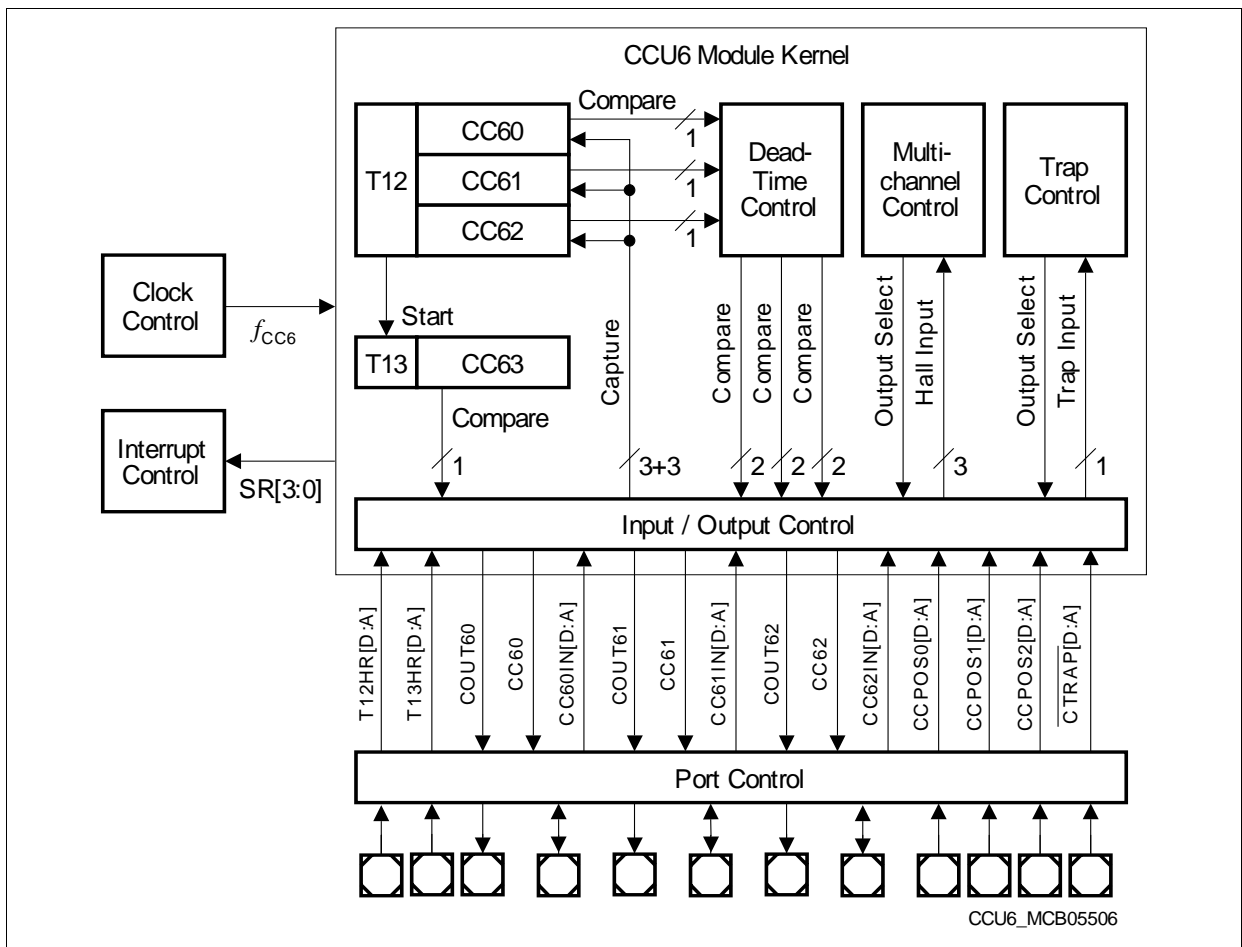 CCU6 Module Kernel
Compare
CC60
1
T12
CC61
1
CC62
1
Dead-
Time
Control
Multi-
channel
Control
Trap
Control
Clock
Control
fCC6
Start
T13
CC63
Compare
1
Capture
3+3
Compare
2
Compare
2
Compare
2
Output Select
Hall Input
3
Output Select
Trap Input
1
Interrupt
Control
SR[3:0]
Input / Output Control
T12HR[D:A]
T13HR[D:A]
COUT60
CC60
CC60IN[D:A]
COUT61
CC61
CC61IN[D:A]
COUT62
CC62
CC62IN[D:A]
CCPOS0[D:A]
CCPOS1[D:A]
CCPOS2[D:A]
CTRAP[D:A]
Port Control
CCU6_MCB05506